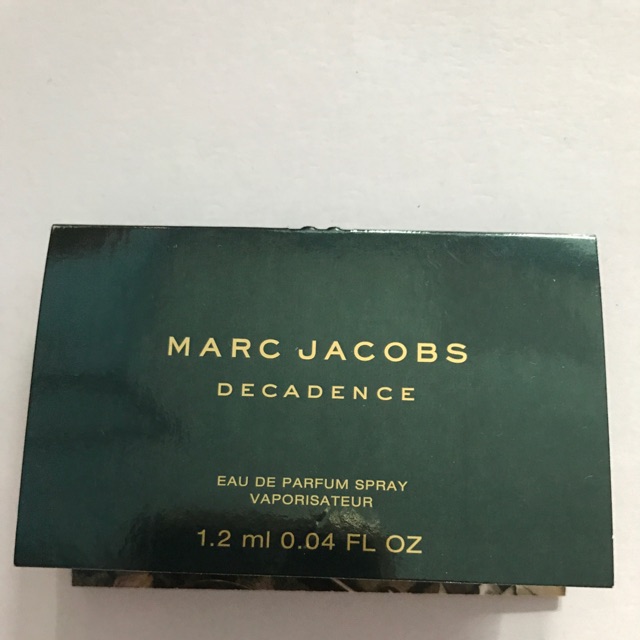 MARC JACOBS
DECADENCE
EAU DE PARFUM SPRAY
VAPORISATEUR
1.2 ml 0.04 FL OZ